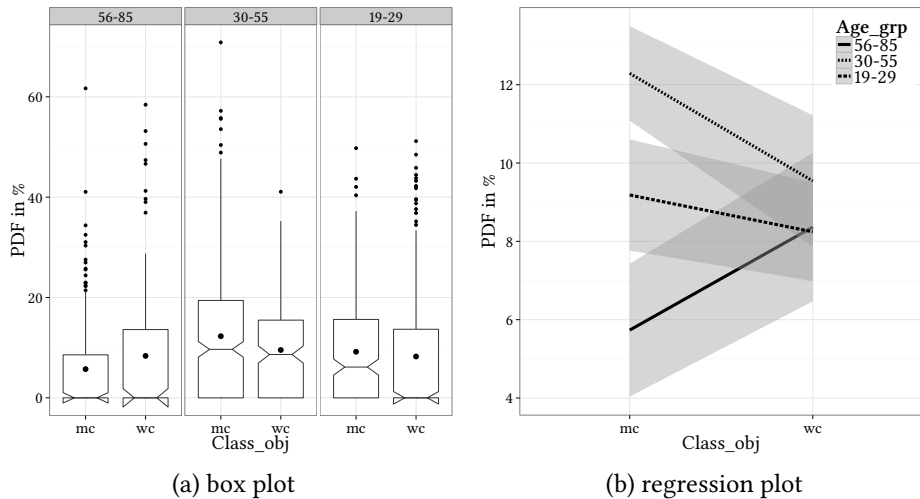 56-85 30-55 19-29
60
40
20
0
PDF in %
mc wc mc wc mc wc
Class_obj
(a) box plot
Age_grp
56-85
30-55
19-29
12
10
8
6
4
PDF in %
mc wc
Class_obj
(b) regression plot